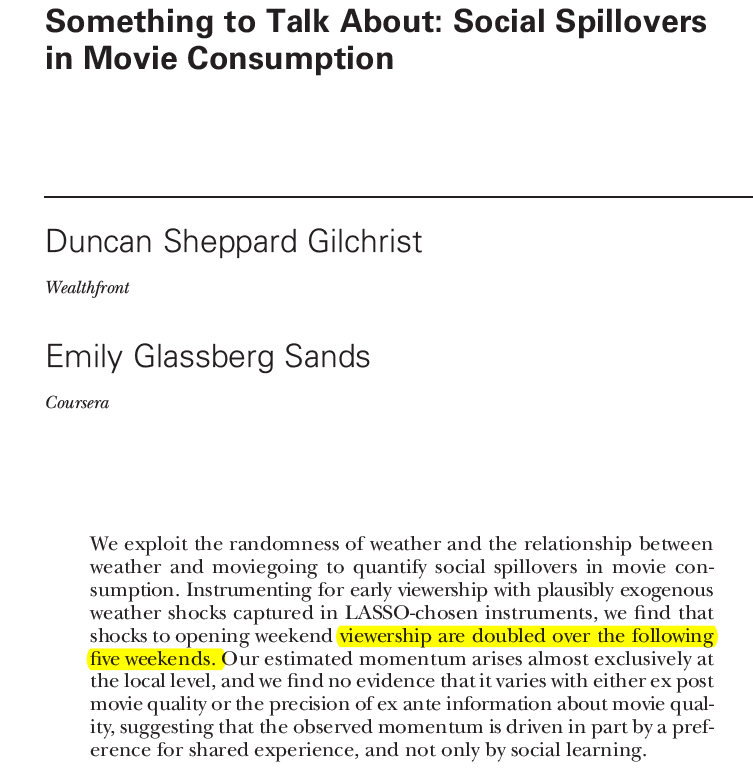 Something to Talk About: Social Spillovers
in Movie Consumption
Duncan Sheppard Gilchrist
Wealthfront
Emily Glassberg Sands
Coursera
We exploit the randomness of weather and the relationship between
weather and moviegoing to quantify social spillovers in movie con-
sumption. Instrumenting for early viewership with plausibly exogenous
weather shocks captured in LASSO-chosen instruments, we find that
shocks to opening weekend viewership are doubled over the following
five weekends. Our estimated momentum arises almost exclusively at
the local level, and we find no evidence that it varies with either ex post
movie quality or the precision of ex ante information about movie qual-
ity, suggesting that the observed momentum is driven in part by a pref-
erence for shared experience, and not only by social learning.